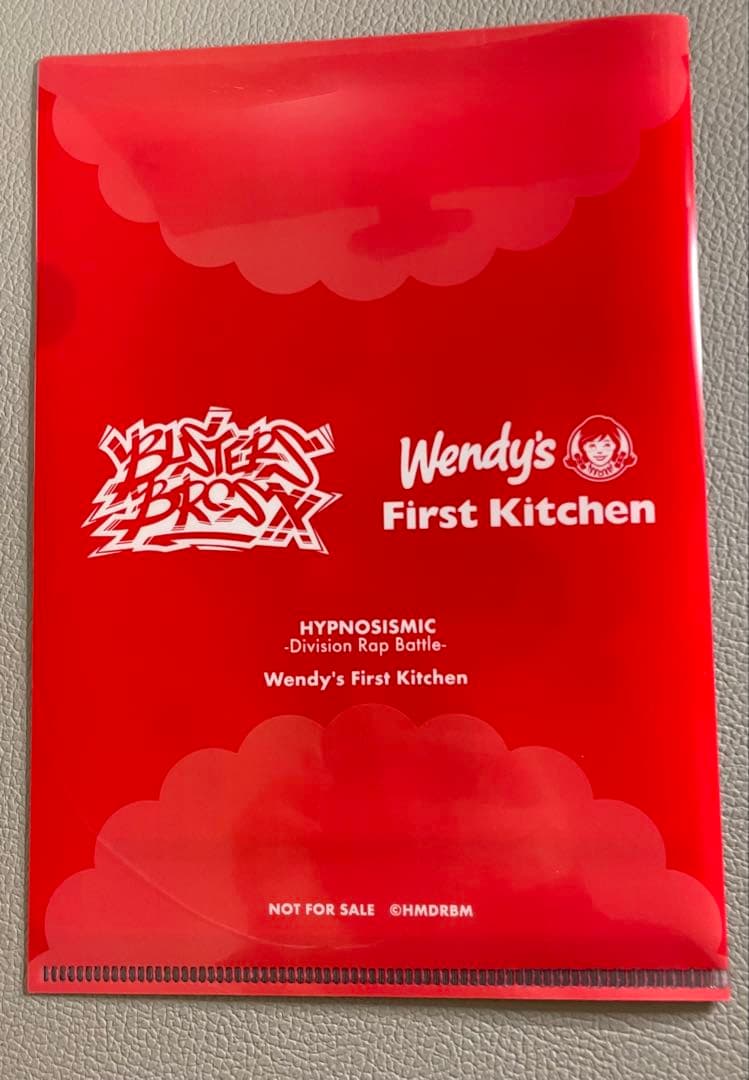 BUSTERS
BROS!!!
Wendy's
First Kitchen
HYPNOSISMIC
-Division Rap Battle-
Wendy's First Kitchen
NOT FOR SALE ©HMDRBM